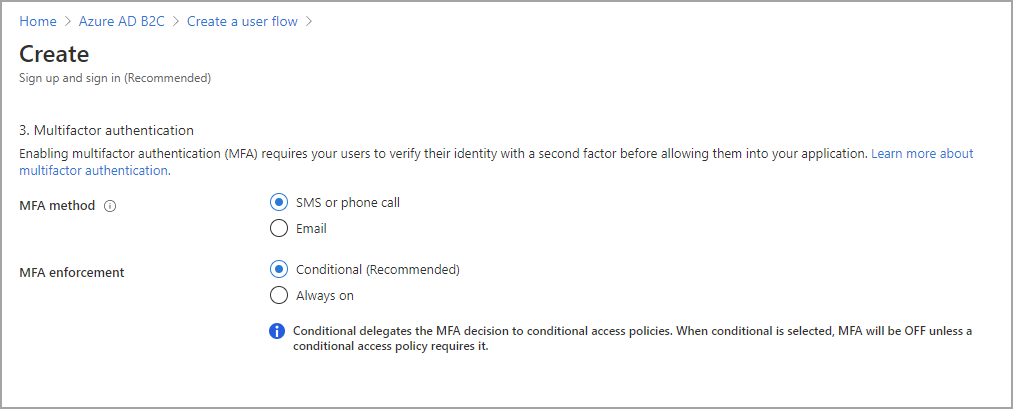 Home > Azure AD B2C > Create a user flow >
Create
Sign up and sign in (Recommended)
3. Multifactor authentication
Enabling multifactor authentication (MFA) requires your users to verify their identity with a second factor before allowing them into your application. Learn more about
multifactor authentication.
MFA method
SMS or phone call
Email
MFA enforcement
Conditional (Recommended)
Always on
Conditional delegates the MFA decision to conditional access policies. When conditional is selected, MFA will be OFF unless a
conditional access policy requires it.